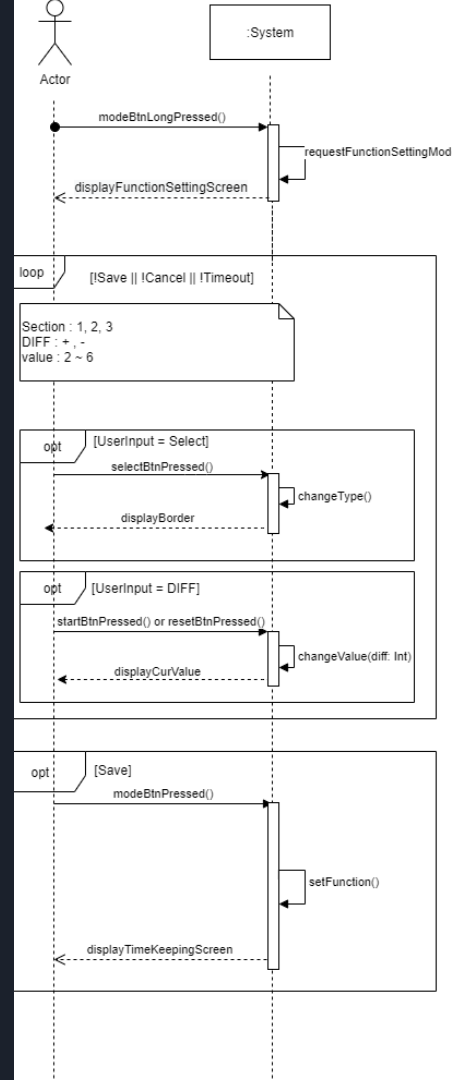 Actor
:System
modeBtnLongPressed()
requestFunctionSettingMod
displayFunctionSettingScreen
loop
[!Save || !Cancel || !Timeout]
Section : 1, 2, 3
DIFF : + , -
value : 2 ~ 6
opt
[UserInput = Select]
selectBtnPressed()
changeType()
displayBorder
opt
[UserInput = DIFF]
startBtnPressed() or resetBtnPressed()
changeValue(diff: Int)
displayCurValue
opt
[Save]
modeBtnPressed()
setFunction()
displayTimeKeepingScreen